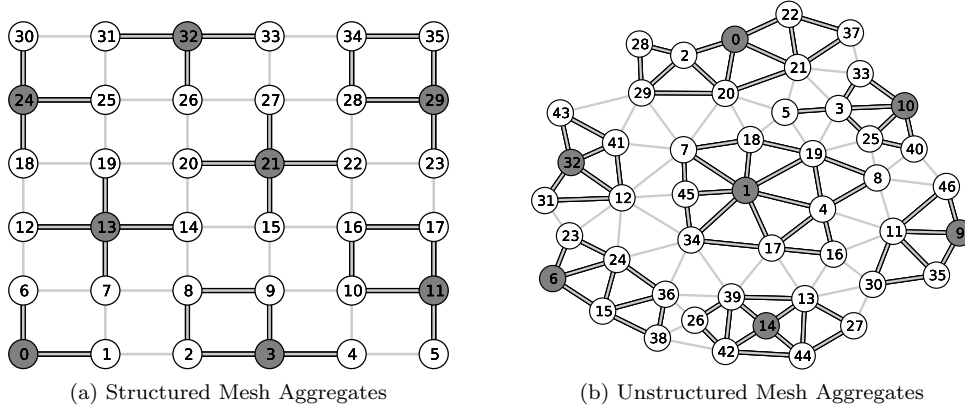 30 31 32 33 34 35
24 25 26 27 28 29
18 19 20 21 22 23
12 13 14 15 16 17
6 7 8 9 10 11
0 1 2 3 4 5
(a) Structured Mesh Aggregates
22
0 37
28 2
21 33
29 20
10
43 5 3
41 18 25 40
7 19
32
8 46
31 12 45 1
4
23 34 17 16 11 9
24
6 35
36 39 13 30
15
26 14 27
38
42 44
(b) Unstructured Mesh Aggregates